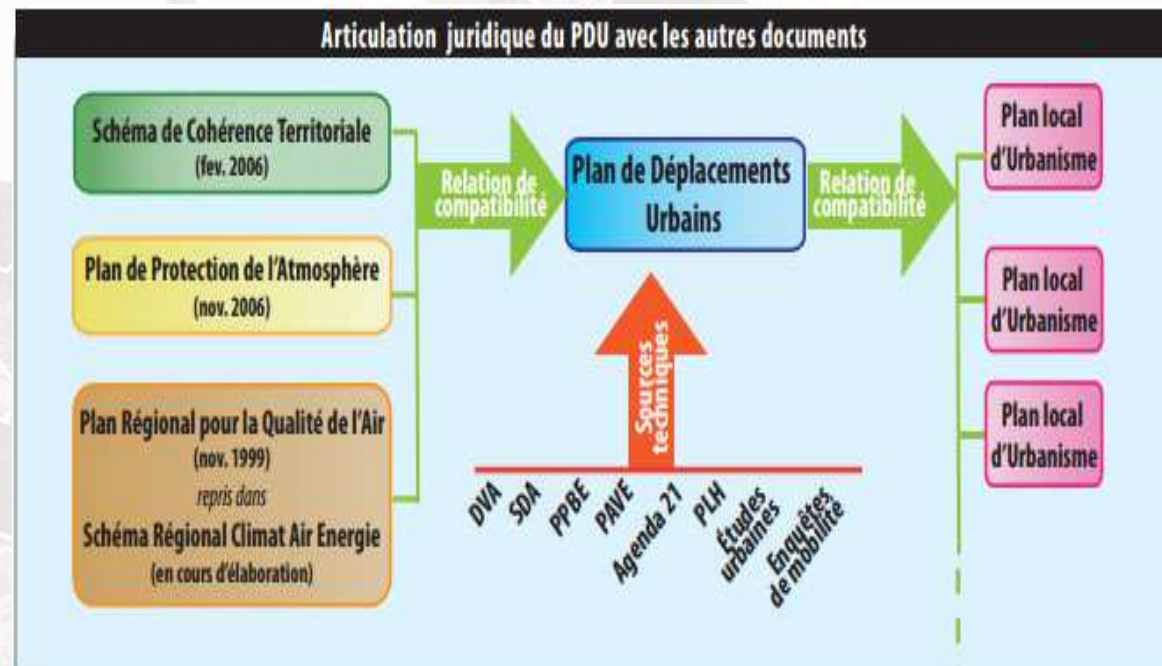 Articulation juridique du PDU avec les autres documents
Schéma de Cohérence Territoriale
(fev. 2006)
Plan de Protection de l'Atmosphère
(nov. 2006)
Plan Régional pour la Qualité de l'Air
(nov. 1999)
repris dans
Schéma Régional Climat Air Energie
(en cours d'élaboration)
Relation de
compatibilité
Plan de Déplacements
Urbains
Relation de
compatibilité
Sources
techniques
DVA
SDA
PPBE
PAVE
Agenda 21
PLH
Études
urbaines
Enquêtes
de mobilité
Plan local
d'Urbanisme
Plan local
d'Urbanisme
Plan local
d'Urbanisme